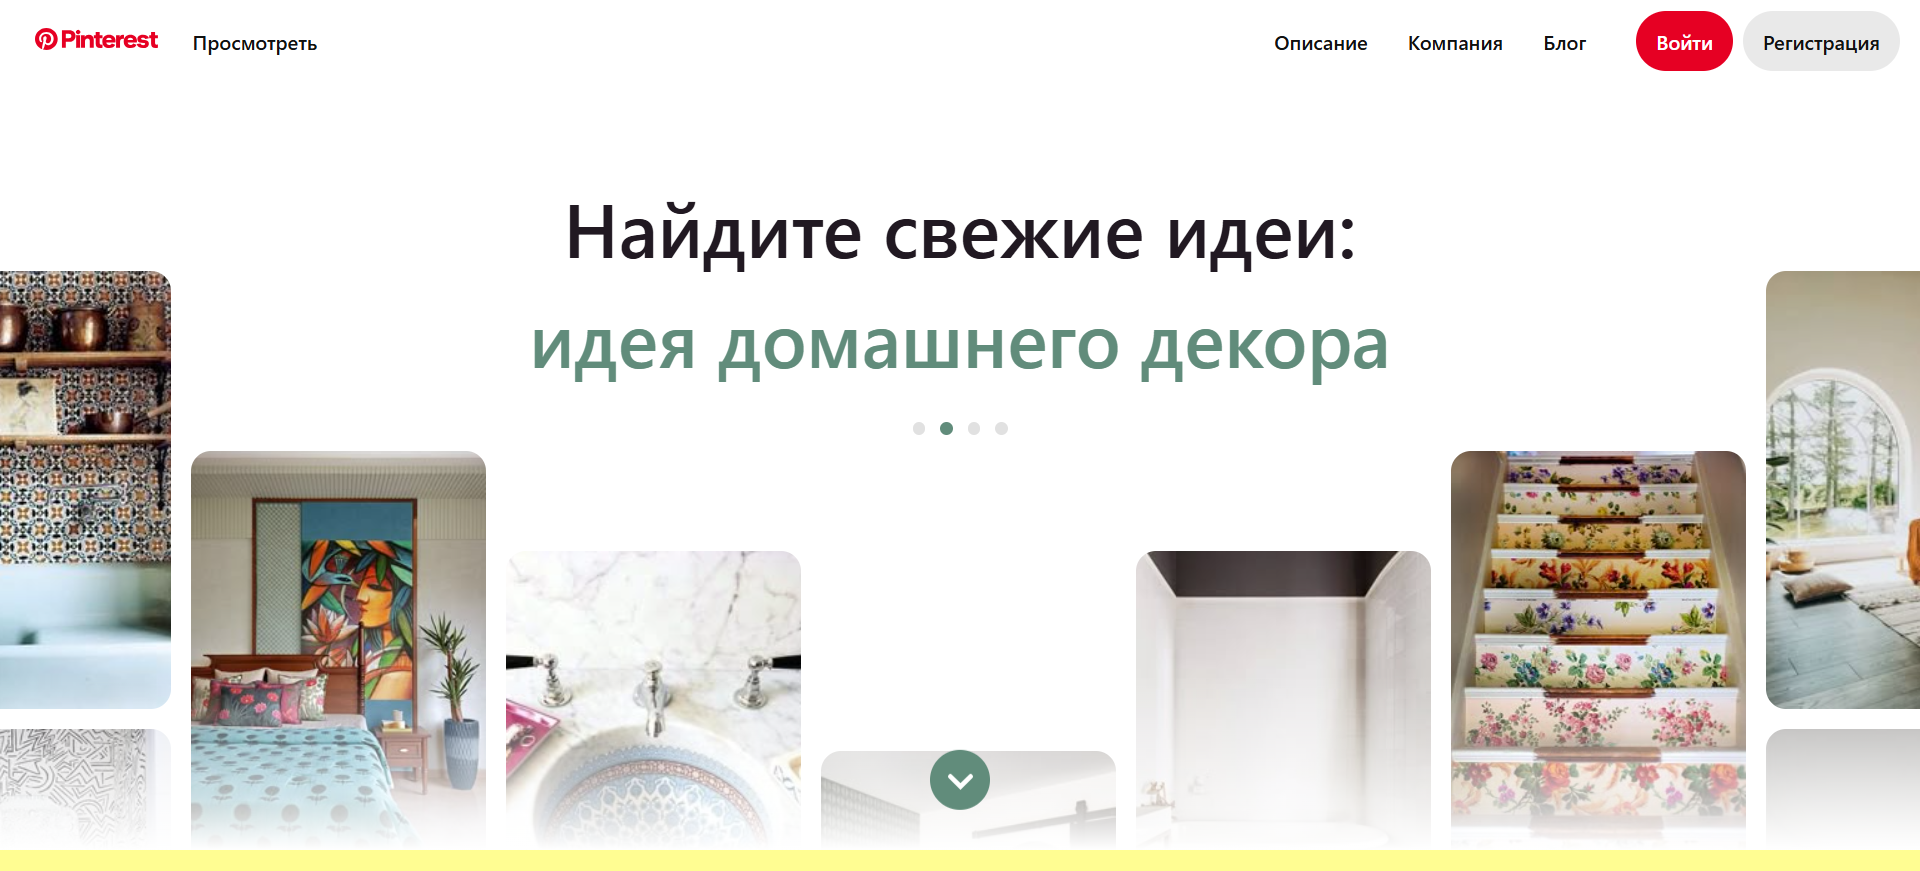 Pinterest
Просмотреть
Описание
Компания
Блог
Войти
Регистрация
Найдите свежие идеи:
идея домашнего декора